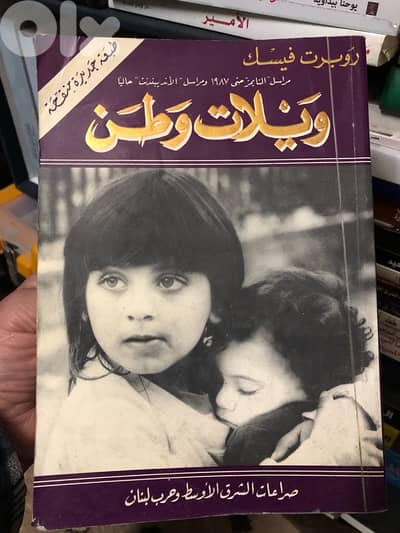 يوحنا
الأمير
OLX
طبعة جديدة منقحة
روبرت فيسك
مراسل "التايمز" حتى ١٩٨٧ ومراسل "الاندبندنت" حاليا
ويلات وطن
صراعات الشرق الأوسط وحرب لبنان